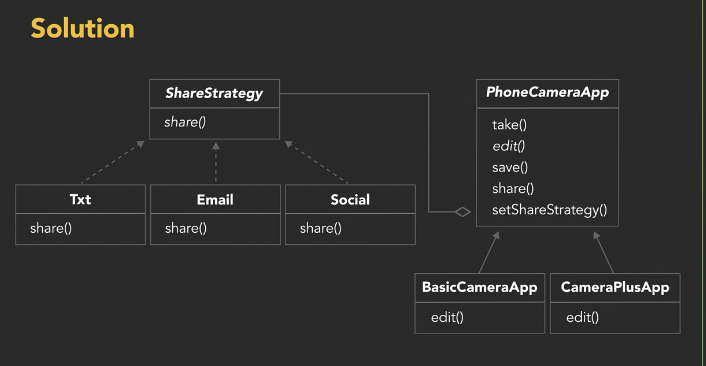 Solution
ShareStrategy
share()
Txt
share()
Email
share()
Social
share()
PhoneCameraApp
take()
edit()
save()
share()
setShareStrategy()
BasicCameraApp
edit()
CameraPlusApp
edit()